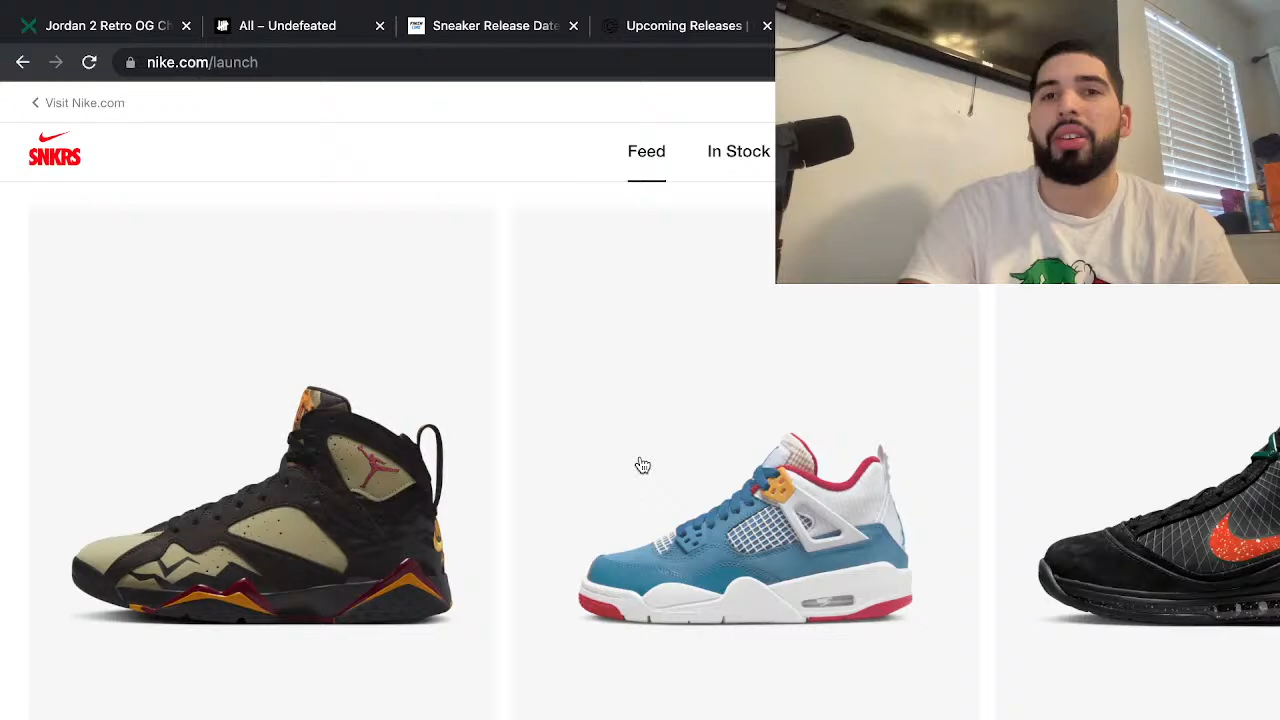 Jordan 2 Retro OG Ch
All – Undefeated
Sneaker Release Date
Upcoming Releases |
nike.com/launch
Visit Nike.com
SNKRS
Feed
In Stock